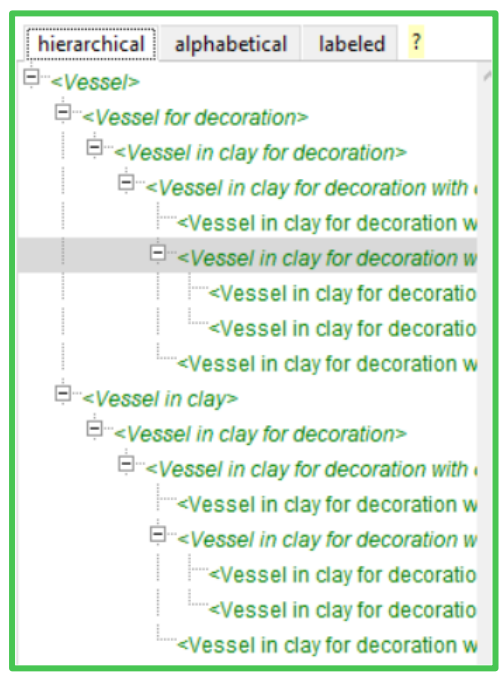 hierarchical alphabetical labeled ?
<Vessel>
<Vessel for decoration>
<Vessel in clay for decoration>
<Vessel in clay for decoration with
<Vessel in clay for decoration w
<Vessel in clay for decoration w
<Vessel in clay for decoratio
<Vessel in clay for decoratio
<Vessel in clay for decoration w
<Vessel in clay>
<Vessel in clay for decoration>
<Vessel in clay for decoration with
<Vessel in clay for decoration w
<Vessel in clay for decoration w
<Vessel in clay for decoratio
<Vessel in clay for decoratio
<Vessel in clay for decoration w